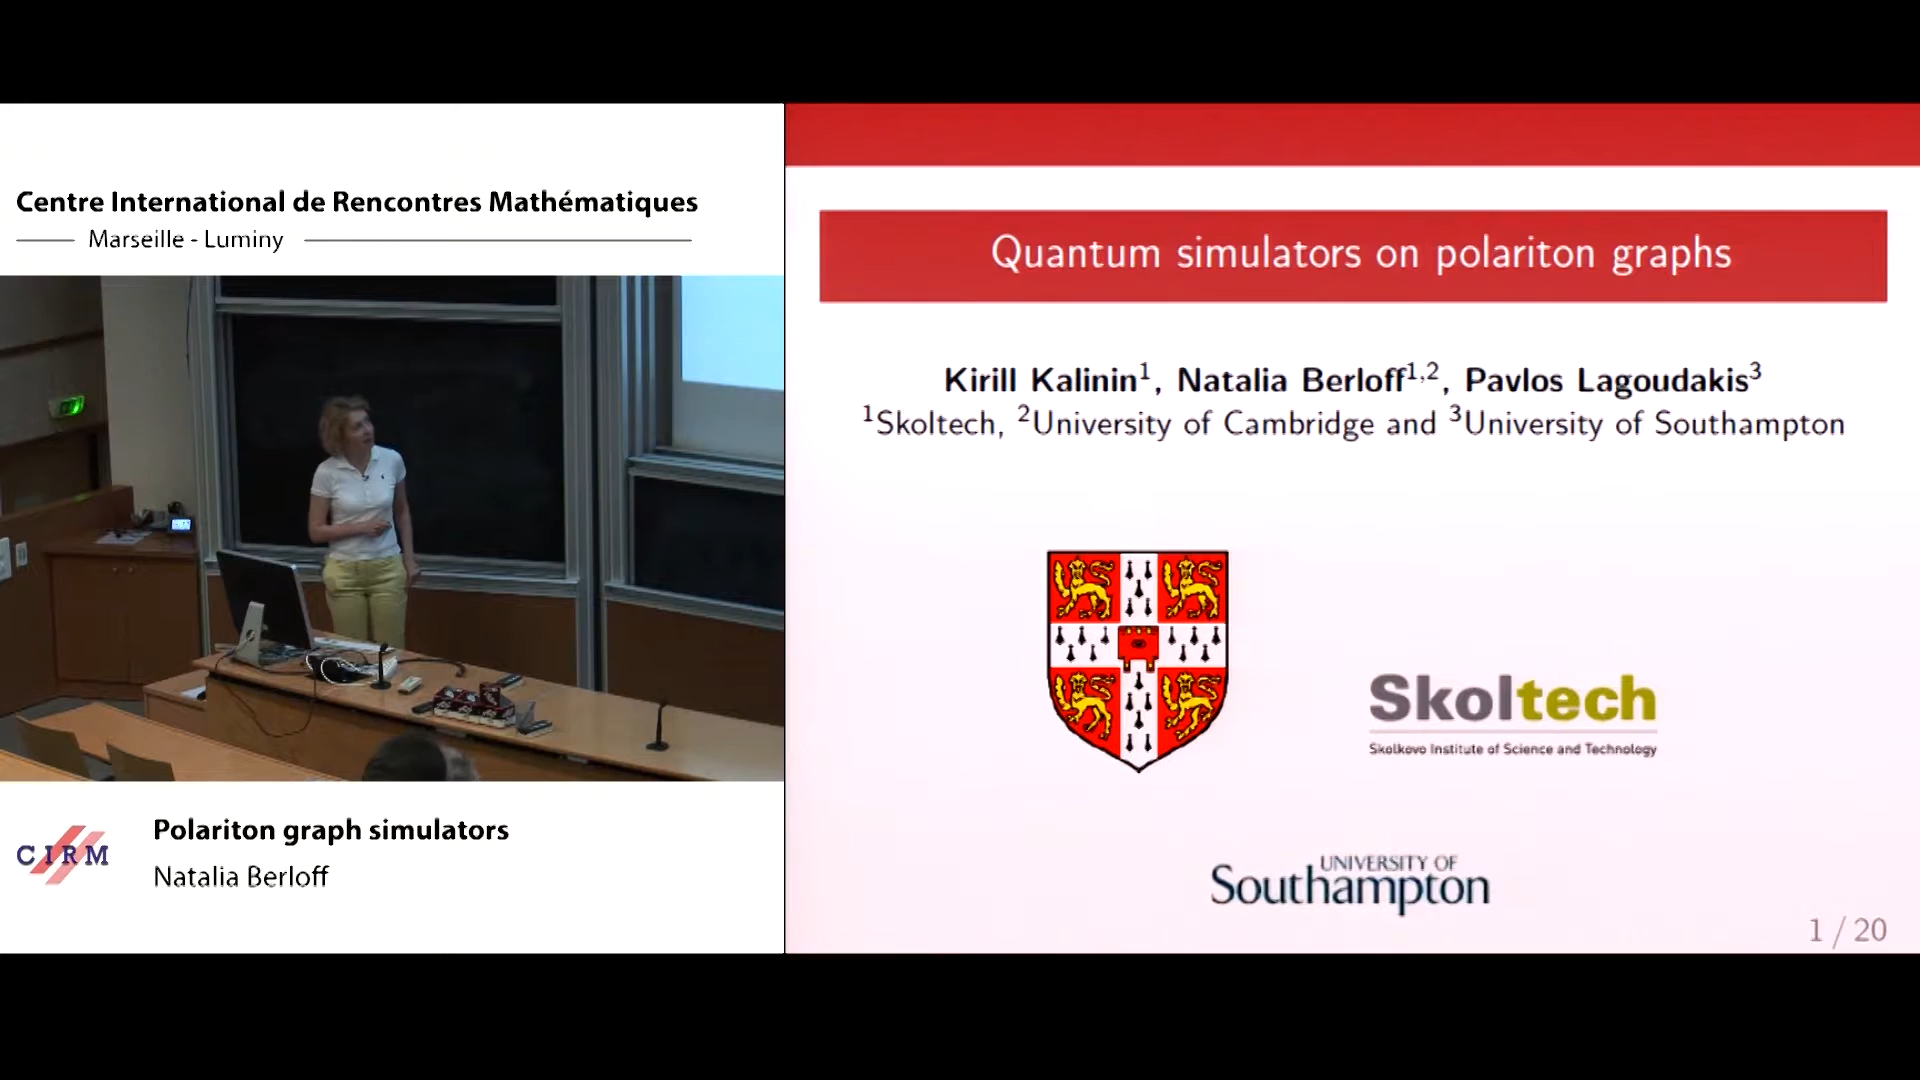 Centre International de Rencontres Mathématiques
Marseille - Luminy
CIRM
Polariton graph simulators
Natalia Berloff
Quantum simulators on polariton graphs
Kirill Kalinin¹, Natalia Berloff¹,², Pavlos Lagoudakis³
¹Skoltech, ²University of Cambridge and ³University of Southampton
Skoltech
Skolkovo Institute of Science and Technology
UNIVERSITY OF
Southampton
1 / 20